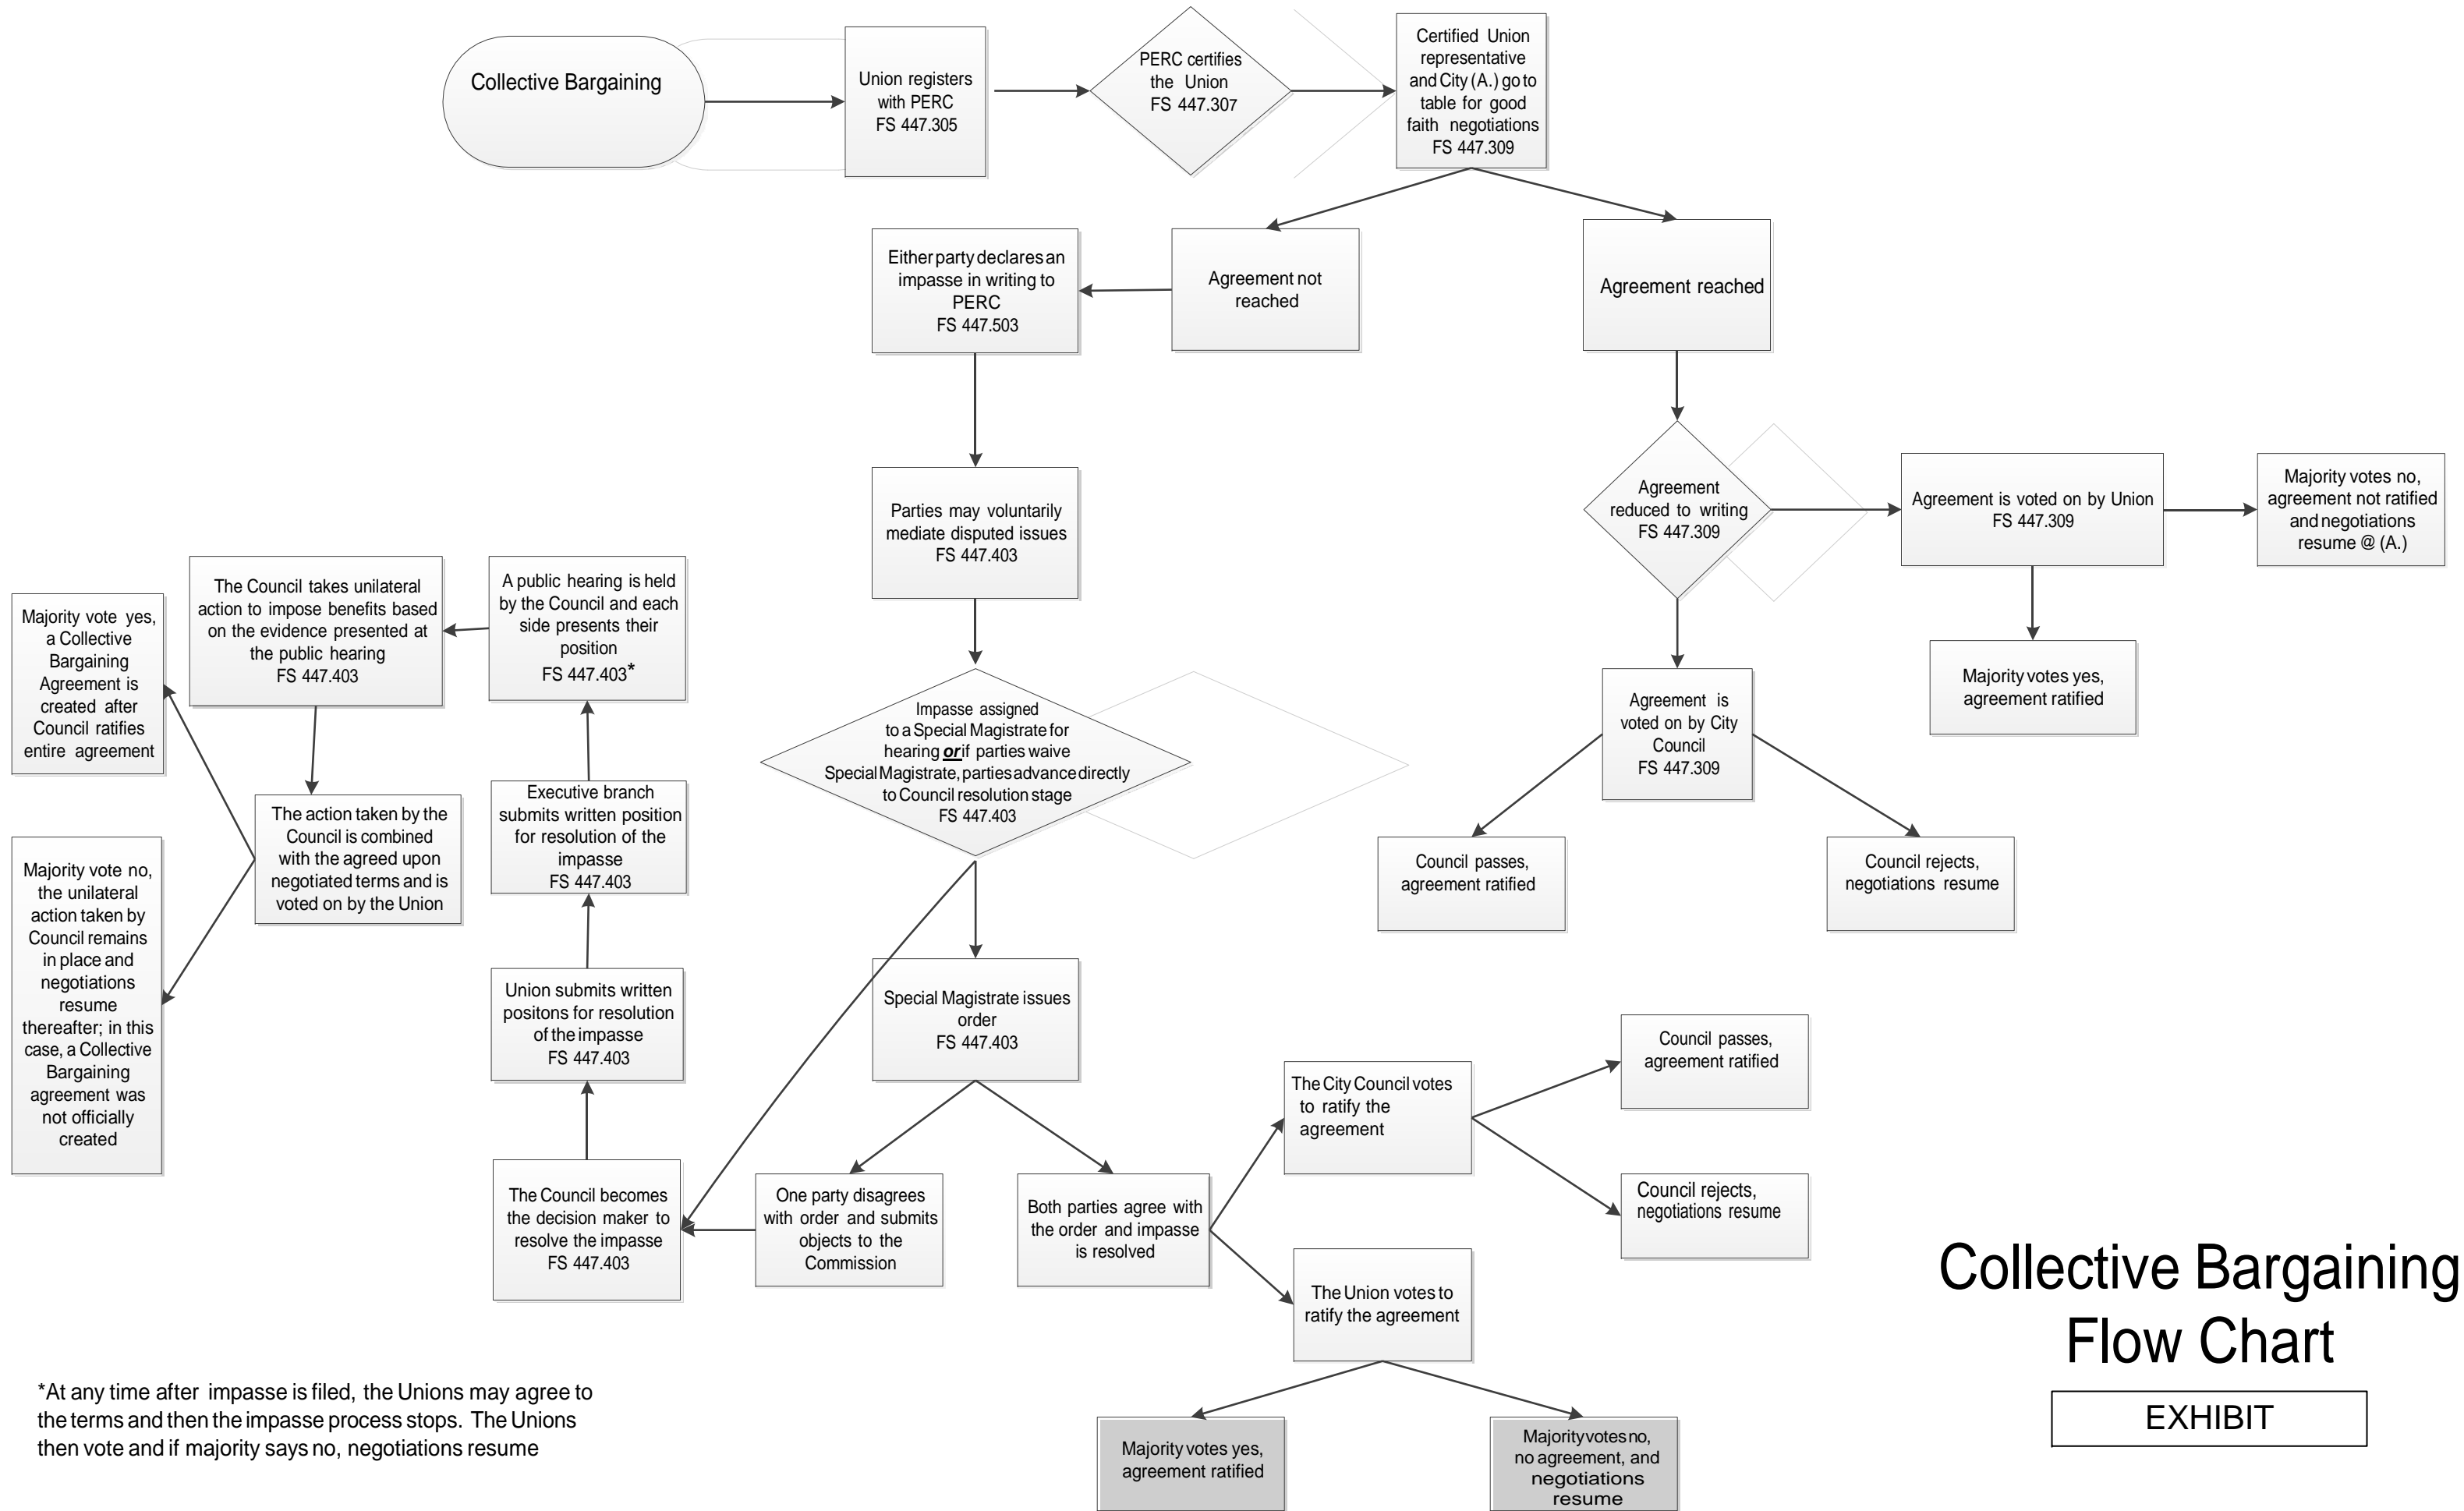 Collective Bargaining
Union registers
with PERC
FS 447.305
PERC certifies
the Union
FS 447.307
Certified Union
representative
and City (A.) go to
table for good
faith negotiations
FS 447.309
Either party declares an
impasse in writing to
PERC
FS 447.503
Agreement not
reached
Agreement reached
Parties may voluntarily
mediate disputed issues
FS 447.403
Agreement
reduced to writing
FS 447.309
Agreement is voted on by Union
FS 447.309
Majority votes no,
agreement not ratified
and negotiations
resume @ (A.)
Majority votes yes,
agreement ratified
Agreement is
voted on by City
Council
FS 447.309
Council passes,
agreement ratified
Council rejects,
negotiations resume
Majority vote yes,
a Collective
Bargaining
Agreement is
created after
Council ratifies
entire agreement
The Council takes unilateral
action to impose benefits based
on the evidence presented at
the public hearing
FS 447.403
A public hearing is held
by the Council and each
side presents their
position
FS 447.403*
Impasse assigned
to a Special Magistrate for
hearing or if parties waive
Special Magistrate, parties advance directly
to Council resolution stage
FS 447.403
Executive branch
submits written position
for resolution of the
impasse
FS 447.403
The action taken by the
Council is combined
with the agreed upon
negotiated terms and is
voted on by the Union
Majority vote no,
the unilateral
action taken by
Council remains
in place and
negotiations
resume
thereafter; in this
case, a Collective
Bargaining
agreement was
not officially
created
Union submits written
positons for resolution
of the impasse
FS 447.403
Special Magistrate issues
order
FS 447.403
The Council becomes
the decision maker to
resolve the impasse
FS 447.403
One party disagrees
with order and submits
objects to the
Commission
Both parties agree with
the order and impasse
is resolved
The City Council votes
to ratify the
agreement
Council passes,
agreement ratified
Council rejects,
negotiations resume
The Union votes to
ratify the agreement
Majority votes yes,
agreement ratified
Majority votes no,
no agreement, and
negotiations
resume
*At any time after impasse is filed, the Unions may agree to
the terms and then the impasse process stops. The Unions
then vote and if majority says no, negotiations resume
Collective Bargaining
Flow Chart
EXHIBIT